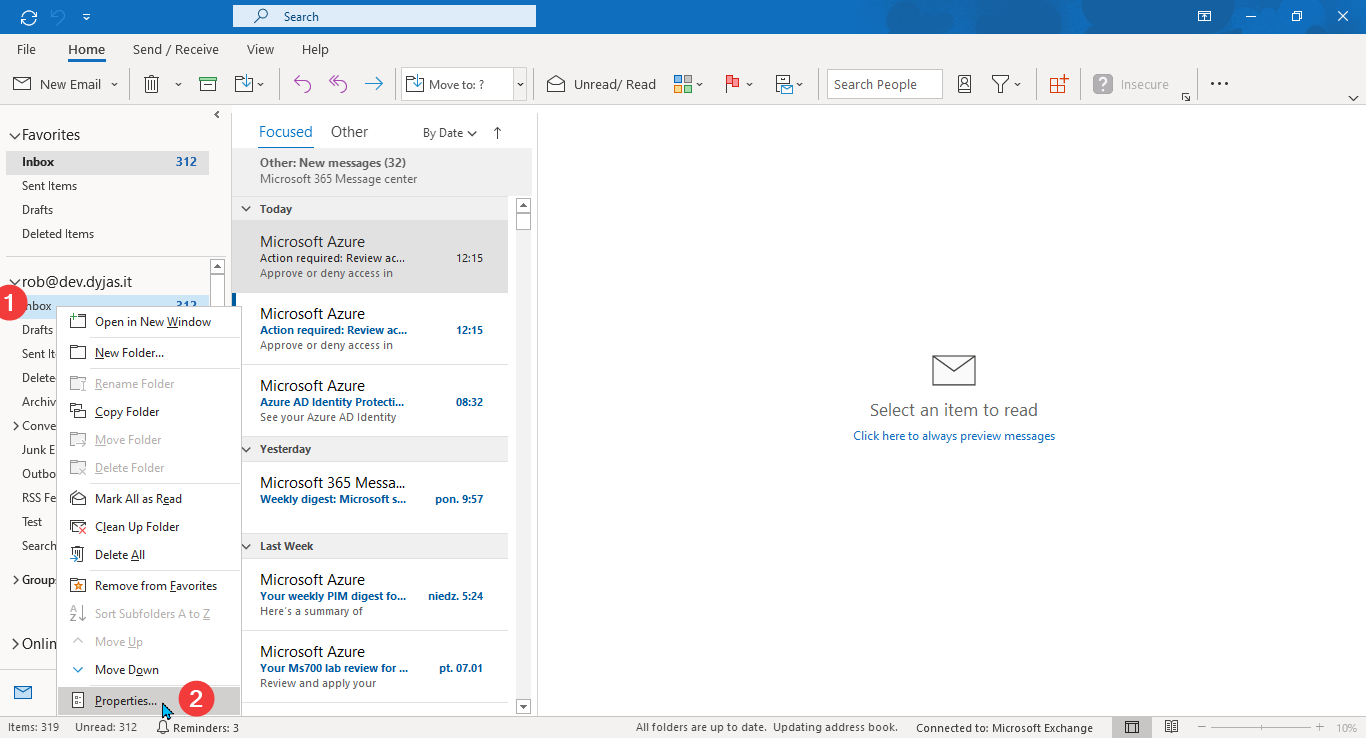 Search
File Home Send / Receive View Help
New Email Move to: ? Unread/ Read Search People Insecure
Favorites
Inbox 312
Sent Items
Drafts
Deleted Items
rob@dev.dyjas.it
1 nbox 312
Drafts
Sent It
Delete
Archiv
Conve
Junk E
Outbo
RSS Fe
Test
Search
Group
Onlin
Open in New Window
New Folder...
Rename Folder
Copy Folder
Move Folder
Delete Folder
Mark All as Read
Clean Up Folder
Delete All
Remove from Favorites
Sort Subfolders A to Z
Move Up
Move Down
Properties... 2
Focused Other By Date
Other: New messages (32)
Microsoft 365 Message center
Today
Microsoft Azure
Action required: Review ac... 12:15
Approve or deny access in
Microsoft Azure
Action required: Review ac... 12:15
Approve or deny access in
Microsoft Azure
Azure AD Identity Protecti... 08:32
See your Azure AD Identity
Yesterday
Microsoft 365 Messa...
Weekly digest: Microsoft s... pon. 9:57
Last Week
Microsoft Azure
Your weekly PIM digest fo... niedz. 5:24
Here's a summary of
Microsoft Azure
Your Ms700 lab review for ... pt. 07.01
Review and apply your
Select an item to read
Click here to always preview messages
Items: 319 Unread: 312 Reminders: 3 All folders are up to date. Updating address book. Connected to: Microsoft Exchange 10%